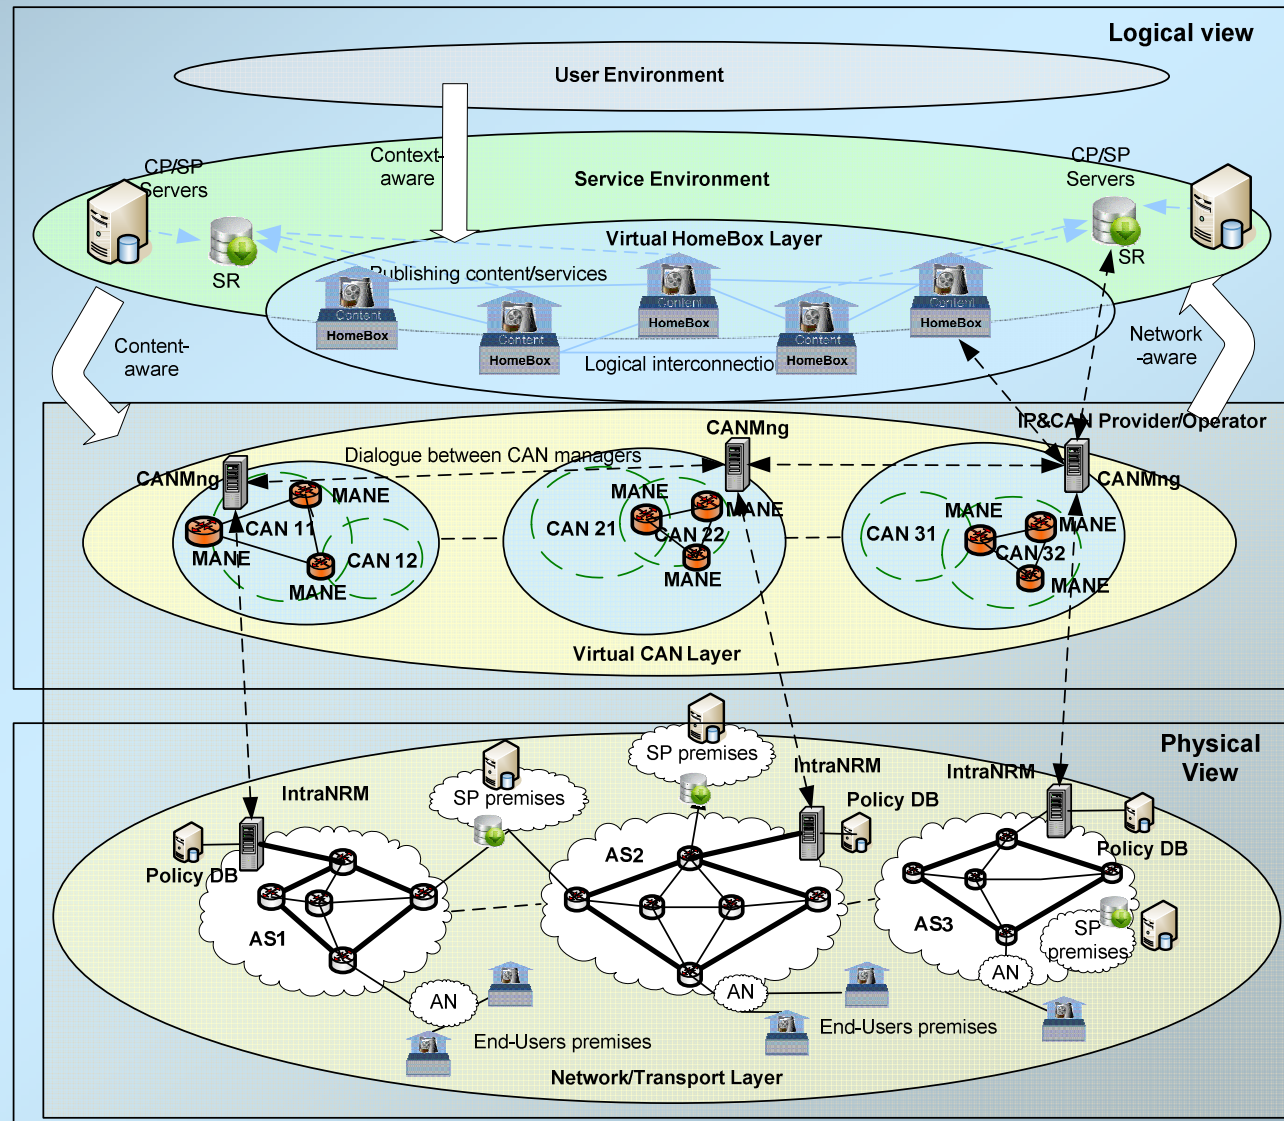 Logical view
User Environment
CP/SP
Servers
Context-
aware
Service Environment
CP/SP
Servers
Virtual HomeBox Layer
SR
SR
Publishing content/services
Content
HomeBox
Content
HomeBox
Content
HomeBox
Content
HomeBox
Content
HomeBox
Logical interconnection
Content-
aware
Network
-aware
IP&CAN Provider/Operator
CANMng
Dialogue between CAN managers
CANMng
CANMng
MANE
CAN 11
MANE
CAN 12
MANE
MANE
MANE
CAN 21
CAN 22
MANE
MANE
MANE
CAN 31
CAN 32
MANE
Virtual CAN Layer
Physical
View
SP premises
SP premises
IntraNRM
IntraNRM
IntraNRM
Policy DB
Policy DB
Policy DB
AS1
AS2
AS3
SP
premises
AN
AN
AN
End-Users premises
End-Users premises
Network/Transport Layer